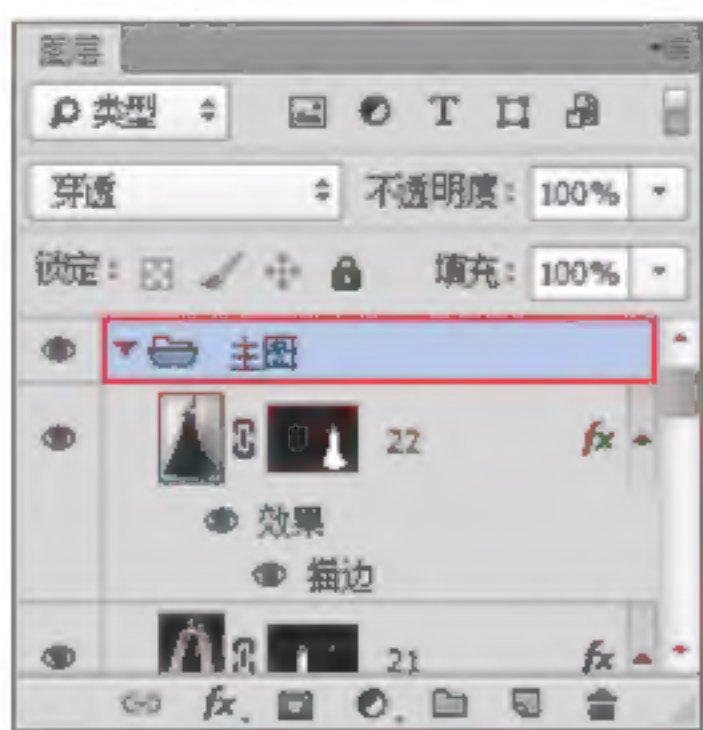 图层
类型 T
穿透 不透明度: 100%
锁定: 填充: 100%
主图
22 fx
效果
描边
21 fx
fx